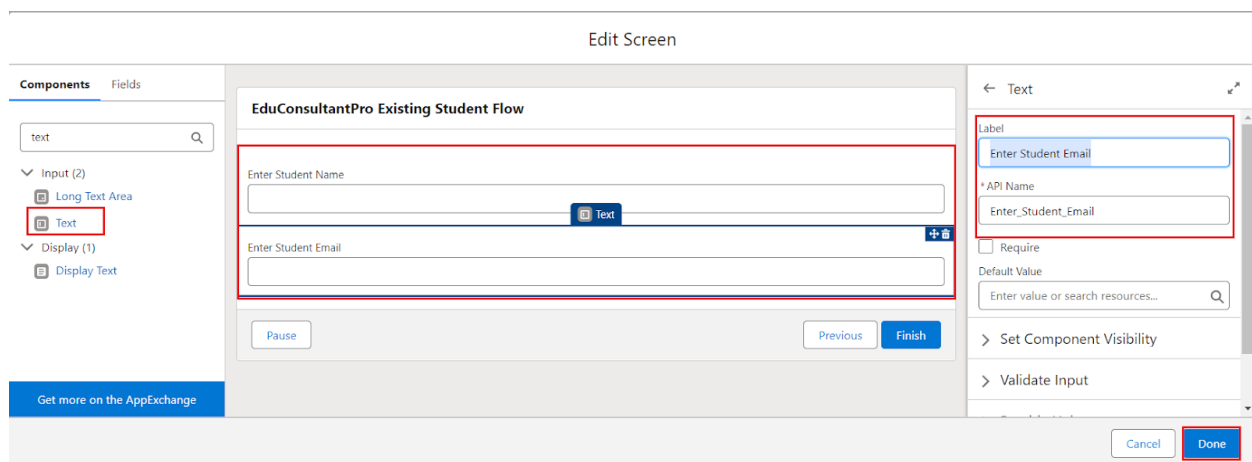 Edit Screen
Components Fields
text
Input (2)
Long Text Area
Text
Display (1)
Display Text
Get more on the AppExchange
EduConsultantPro Existing Student Flow
Enter Student Name
Text
Enter Student Email
Pause
Previous
Finish
Text
Label
Enter Student Email
* API Name
Enter_Student_Email
Require
Default Value
Enter value or search resources...
Set Component Visibility
Validate Input
Cancel
Done